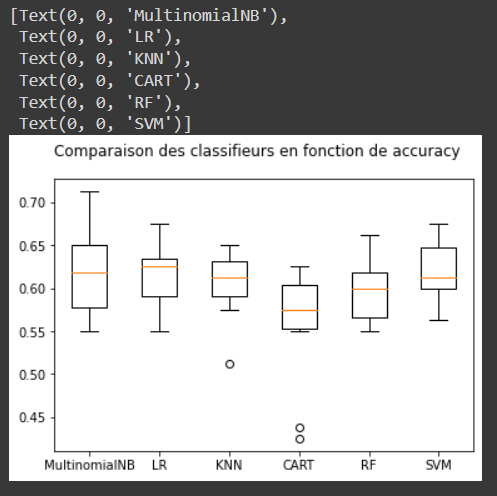 [Text(0, 0, 'MultinomialNB'),
Text(0, 0, 'LR'),
Text(0, 0, 'KNN'),
Text(0, 0, 'CART'),
Text(0, 0, 'RF'),
Text(0, 0, 'SVM')]
Comparaison des classifieurs en fonction de accuracy
0.70
0.65
0.60
0.55
0.50
0.45
MultinomialNB LR KNN CART RF SVM